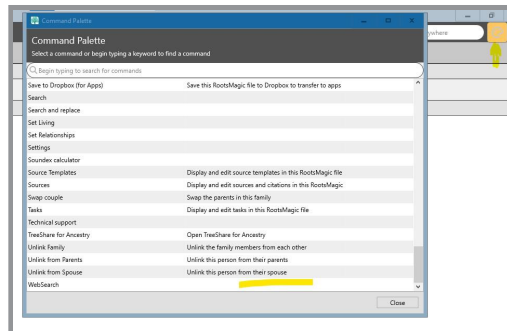 Command Palette
Command Palette
Select a command or begin typing a keyword to find a command
Begin typing to search for commands
ywhere
Save to Dropbox (for Apps) Save this RootsMagic file to Dropbox to transfer to apps
Search
Search and replace
Set Living
Set Relationships
Settings
Soundex calculator
Source Templates Display and edit source templates in this RootsMagic file
Sources Display and edit sources and citations in this RootsMagic
Swap couple Swap the parents in this family
Tasks Display and edit tasks in this RootsMagic file
Technical support
TreeShare for Ancestry Open TreeShare for Ancestry
Unlink Family Unlink the family members from each other
Unlink from Parents Unlink this person from their parents
Unlink from Spouse Unlink this person from their spouse
WebSearch
Close